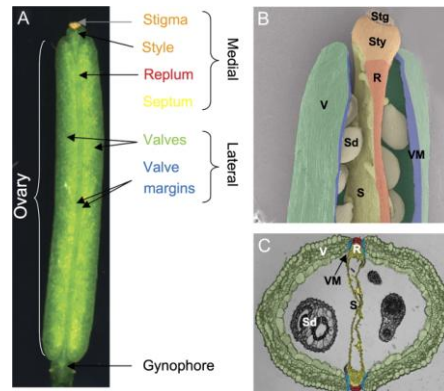 A
Stigma
Style
Replum
Septum
Medial
Valves
Valve
margins
Lateral
Ovary
Gynophore
B
Stg
Sty
R
V
Sd
S
VM
C
V
R
VM
S
Sd